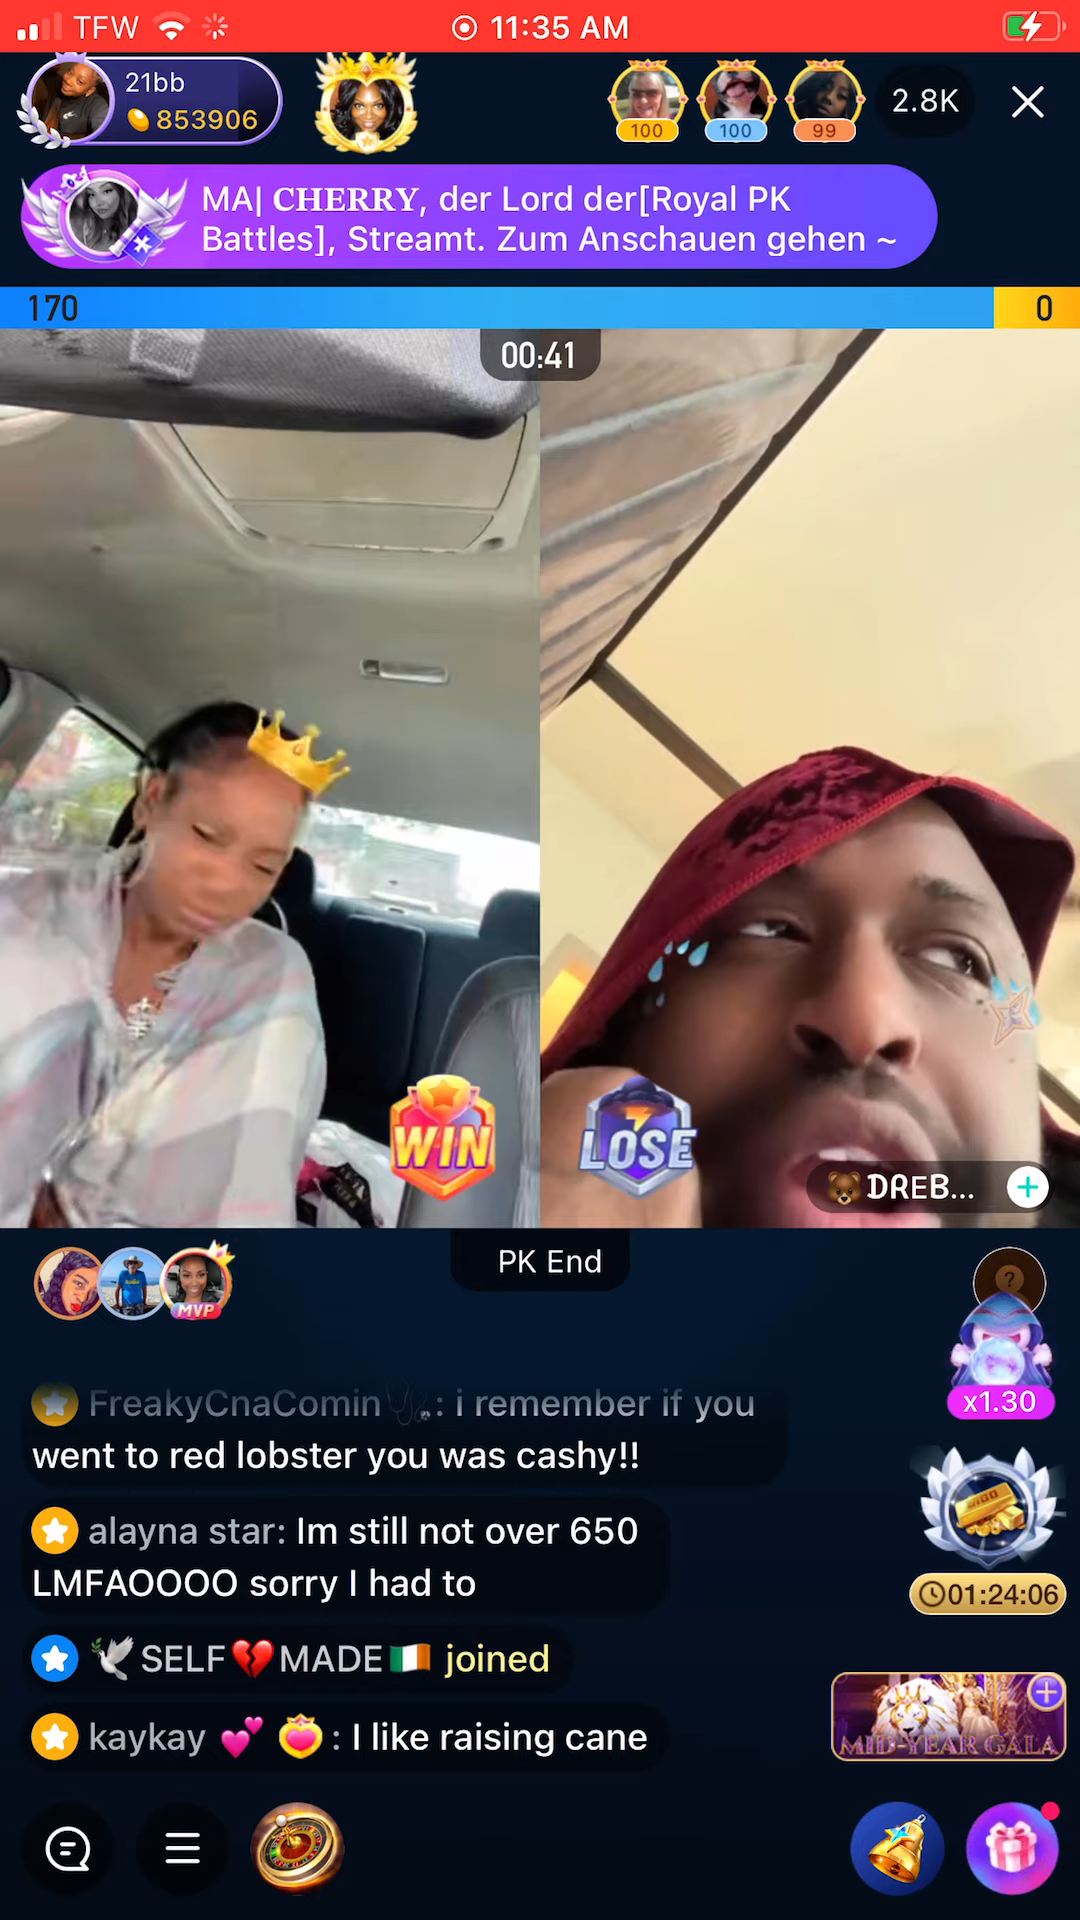 TFW
11:35 AM
21bb
853906
100
100
99
2.8K
MA| CHERRY, der Lord der[Royal PK
Battles], Streamt. Zum Anschauen gehen ~
170
0
00:41
WIN
LOSE
🐻DREB...
MVP
PK End
x1.30
FreakyCnaComin🩺: i remember if you
went to red lobster you was cashy!!
alayna star: Im still not over 650
LMFAOOOO sorry I had to
🕊️SELF💔MADE🇮🇪 joined
kaykay 💕 : I like raising cane
01:24:06
MID-YEAR GALA